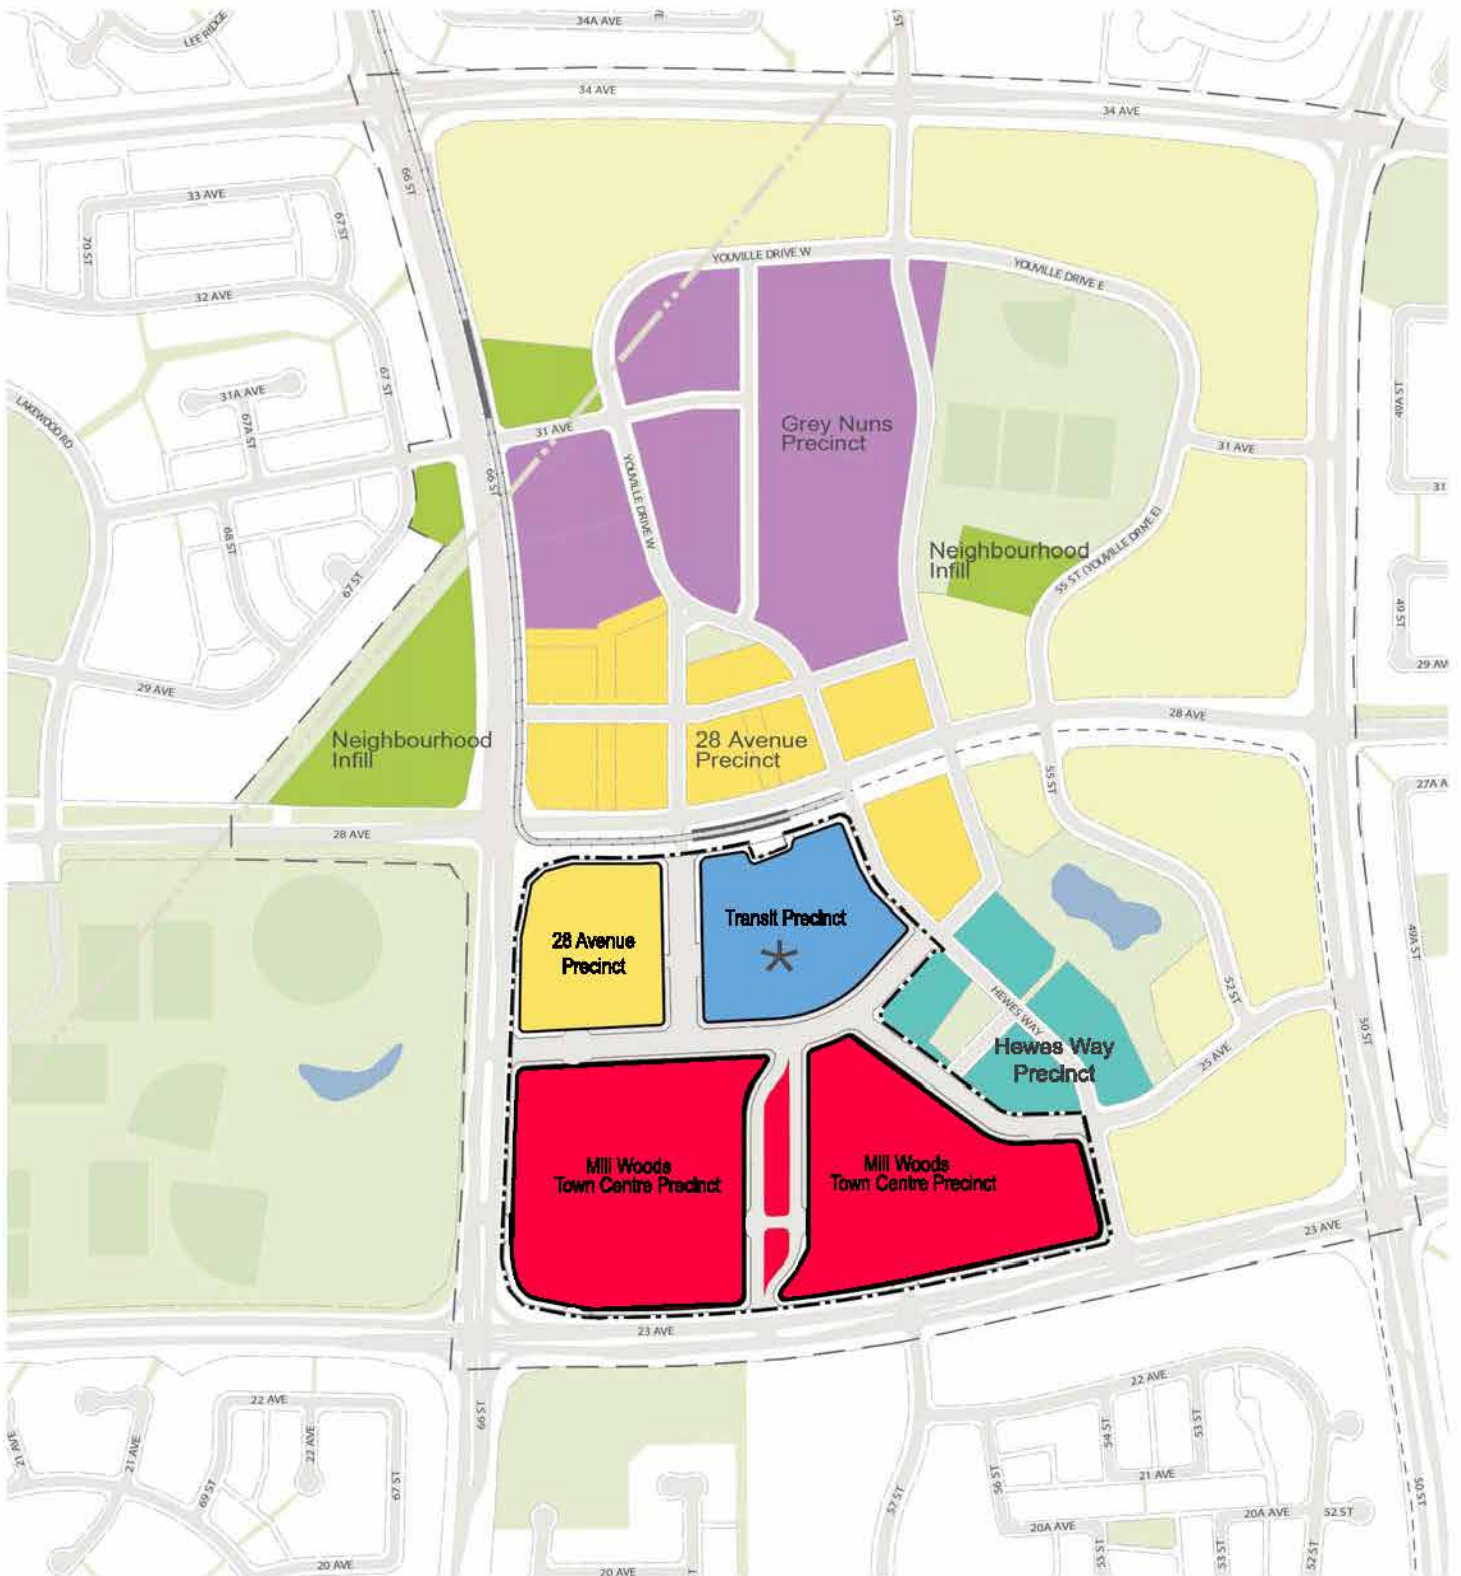 LEE RIDGE
34A AVE
VE
ST
34 AVE
34 AVE
66 ST
33 AVE
67 ST
70 ST
32 AVE
YOUVILLE DRIVE W
YOUVILLE DRIVE E
31A AVE
67 ST
67A ST
LAKEWOOD RD
49A ST
31 AVE
Grey Nuns
Precinct
31 AVE
66 ST
YOUVILLE DRIVE W
31
68 ST
67 ST
Neighbourhood
Infill
55 ST (YOUVILLE DRIVE E)
49 ST
29 AVE
29 AV
28 AVE
Neighbourhood
Infill
28 Avenue
Precinct
55 ST
27A A
28 AVE
28 Avenue
Precinct
Transit Precinct
49A ST
52 ST
HEWES WAY
Hewes Way
Precinct
25 AVE
50 ST
Mill Woods
Town Centre Precinct
Mill Woods
Town Centre Precinct
23 AVE
23 AVE
22 AVE
66 ST
22 AVE
22 AVE
21 AVE
21 AVE
54 ST
53 ST
69 ST
67 ST
57 ST
56 ST
21 AVE
50 ST
20A AVE
20A AVE
52 ST
55 ST
53 ST
52 ST
20 AVE
20 AVE
T